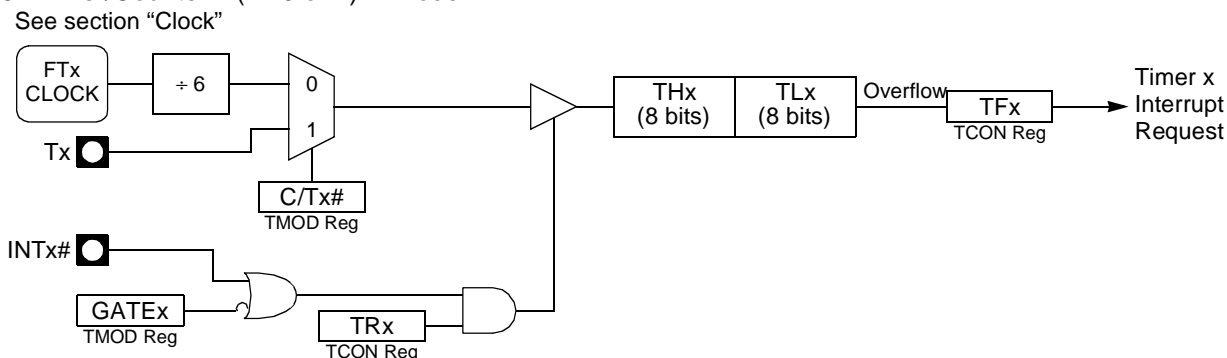 See section “Clock”
FTx
CLOCK
÷ 6
0
1
Tx
C/Tx#
TMOD Reg
THx
(8 bits)
TLx
(8 bits)
Overflow
TFx
TCON Reg
Timer x
Interrupt
Request
INTx#
GATEx
TMOD Reg
TRx
TCON Reg